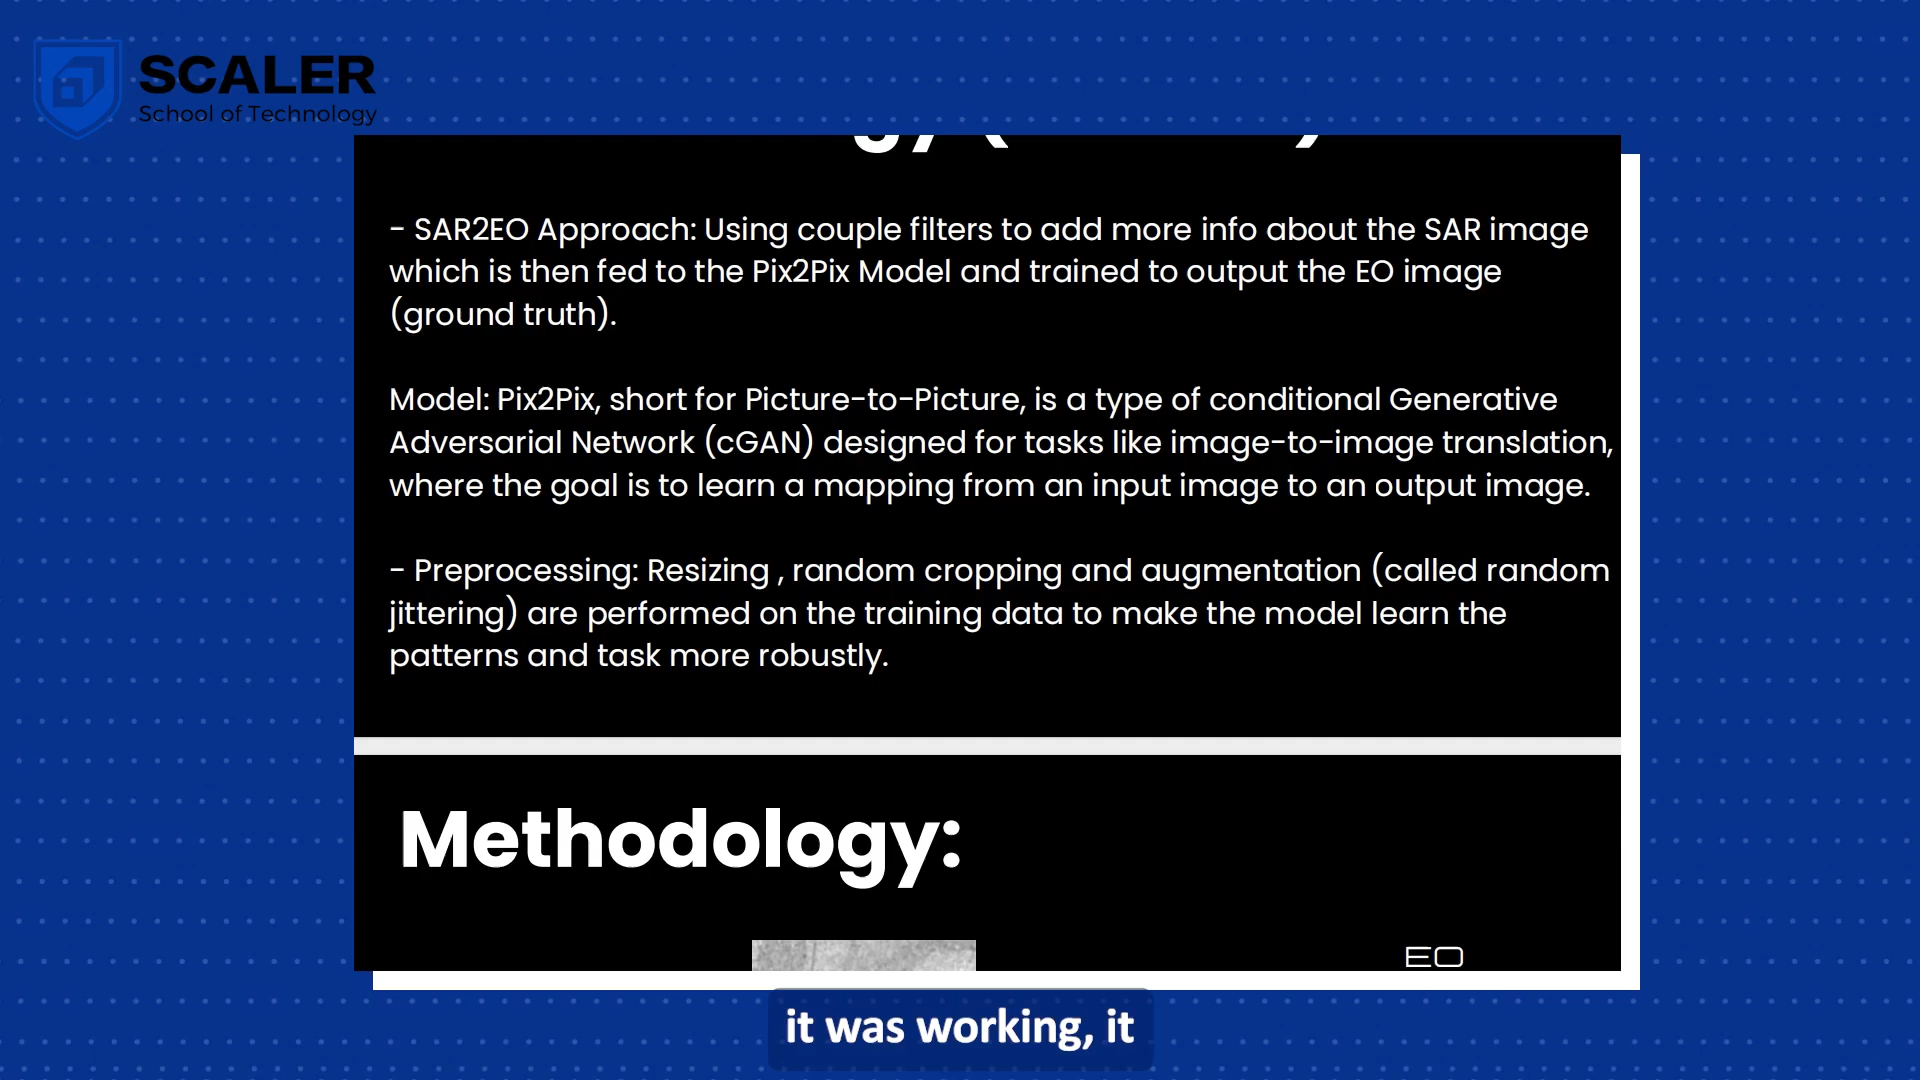 SCALER
School of Technology
- SAR2EO Approach: Using couple filters to add more info about the SAR image
which is then fed to the Pix2Pix Model and trained to output the EO image
(ground truth).
Model: Pix2Pix, short for Picture-to-Picture, is a type of conditional Generative
Adversarial Network (cGAN) designed for tasks like image-to-image translation,
where the goal is to learn a mapping from an input image to an output image.
- Preprocessing: Resizing , random cropping and augmentation (called random
jittering) are performed on the training data to make the model learn the
patterns and task more robustly.
Methodology:
EO
it was working, it